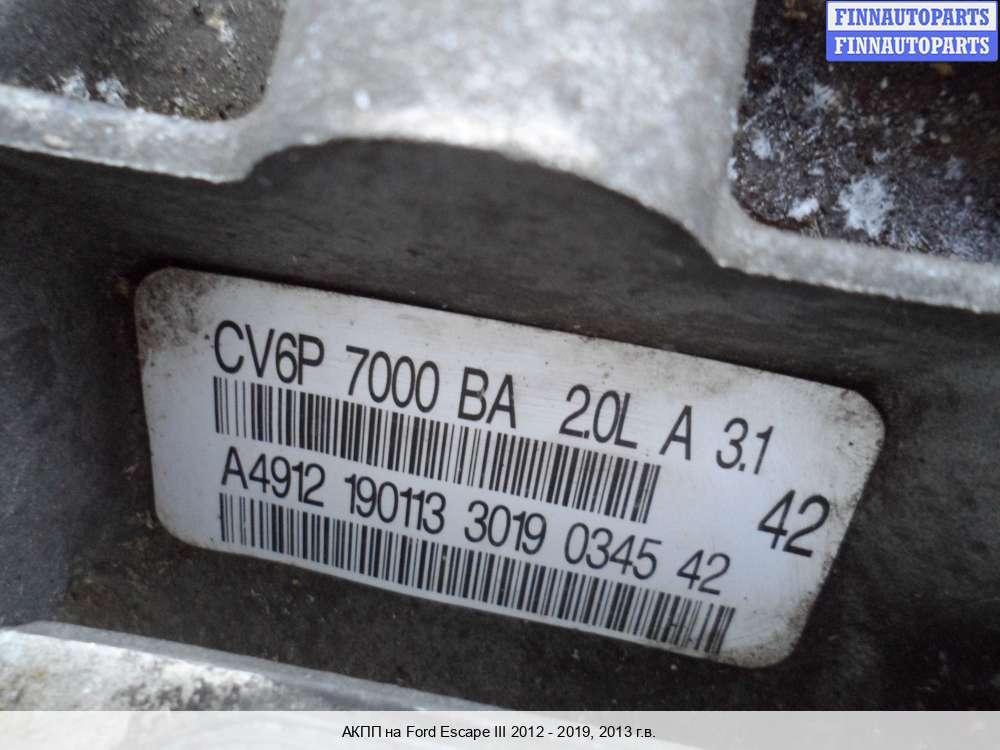 FINNAUTOPARTS
FINNAUTOPARTS
CV6P 7000 BA 2.0L A 3.1
42
A4912 190113 3019 0345 42
АКПП на Ford Escape III 2012 - 2019, 2013 г.в.